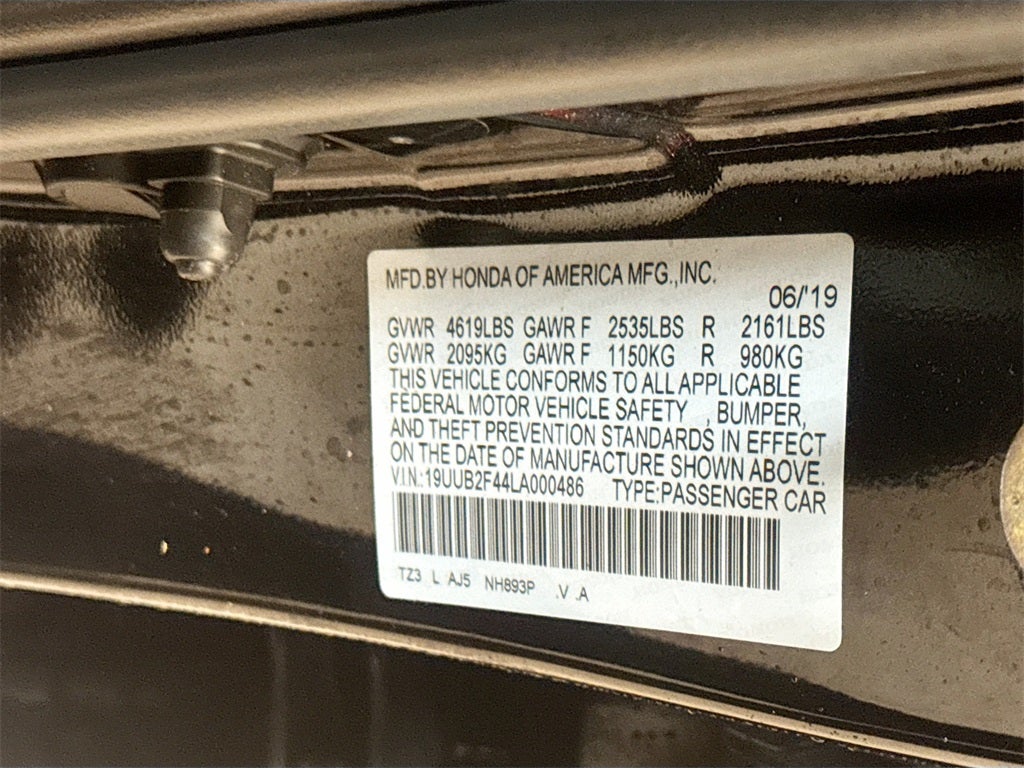 MFD.BY HONDA OF AMERICA MFG.,INC.
06/'19
GVWR 4619LBS GAWR F 2535LBS R 2161LBS
GVWR 2095KG GAWR F 1150KG R 980KG
THIS VEHICLE CONFORMS TO ALL APPLICABLE
FEDERAL MOTOR VEHICLE SAFETY , BUMPER,
AND THEFT PREVENTION STANDARDS IN EFFECT
ON THE DATE OF MANUFACTURE SHOWN ABOVE.
V.I.N.:19UUB2F44LA000486 TYPE:PASSENGER CAR
TZ3 L AJ5 NH893P .V .A